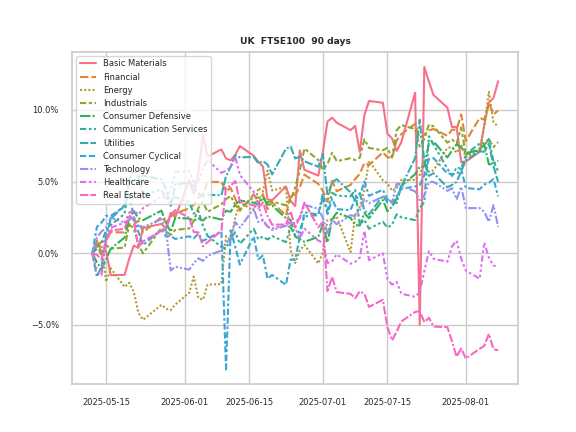 UK FTSE100 90 days
Basic Materials
Financial
Energy
Industrials
Consumer Defensive
Communication Services
Utilities
Consumer Cyclical
Technology
Healthcare
Real Estate
10.0%
5.0%
0.0%
−5.0%
2025-05-15 2025-06-01 2025-06-15 2025-07-01 2025-07-15 2025-08-01